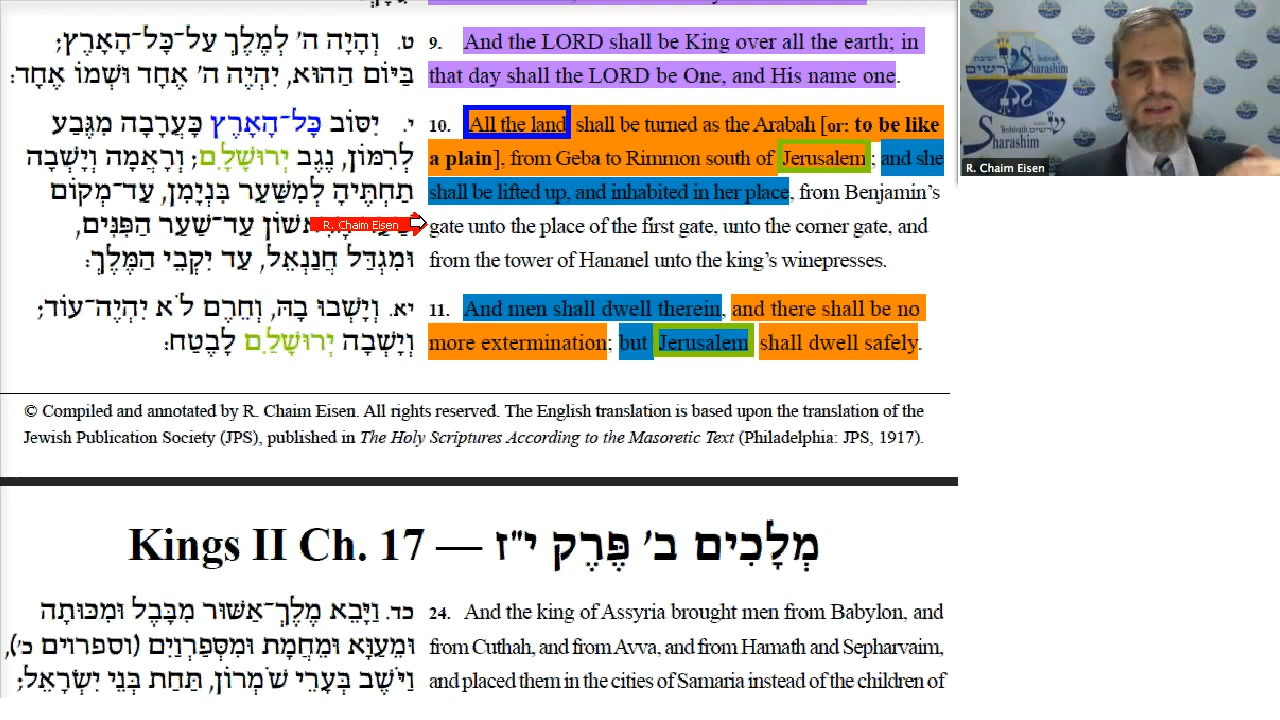 ט. וְהָיָה ה׳ לְמֶלֶךְ עַל־כָּל־הָאָרֶץ;
בַּיּוֹם הַהוּא, יִהְיֶה ה׳ אֶחָד וּשְׁמוֹ אֶחָד:
9. And the LORD shall be King over all the earth; in
that day shall the LORD be One, and His name one.
י. יִסּוֹב כָּל־הָאָרֶץ כָּעֲרָבָה מִגֶּבַע
לְרִמּוֹן, נֶגֶב יְרוּשָׁלִָם; וְרָאֲמָה וְיָשְׁבָה
תַחְתֶּיהָ לְמִשַּׁעַר בִּנְיָמִן, עַד־מְקוֹם
עַד־שַׁעַר הַפִּנִּים,
וּמִגְדַּל חֲנַנְאֵל, עַד יִקְבֵי הַמֶּלֶךְ:
10. All the land shall be turned as the Arabah [or: to be like
a plain], from Geba to Rimmon south of Jerusalem; and she
shall be lifted up, and inhabited in her place, from Benjamin’s
gate unto the place of the first gate, unto the corner gate, and
from the tower of Hananel unto the king’s winepresses.
R. Chaim Eisen
יא. וְיָשְׁבוּ בָהּ, וְחֵרֶם לֹא יִהְיֶה־עוֹד;
וְיָשְׁבָה יְרוּשָׁלִַם לָבֶטַח:
11. And men shall dwell therein, and there shall be no
more extermination; but Jerusalem shall dwell safely.
© Compiled and annotated by R. Chaim Eisen. All rights reserved. The English translation is based upon the translation of the
Jewish Publication Society (JPS), published in The Holy Scriptures According to the Masoretic Text (Philadelphia: JPS, 1917).
Kings II Ch. 17 — מְלָכִים ב׳ פֶּרֶק י״ז
כד. וַיָּבֵא מֶלֶךְ־אַשּׁוּר מִבָּבֶל וּמִכּוּתָה
וּמֵעַוָּא וּמֵחֲמָת וּמִסְּפַרְוַיִם (וספרוים כ׳),
וַיֹּשֶׁב בְּעָרֵי שֹׁמְרוֹן, תַּחַת בְּנֵי יִשְׂרָאֵל;
24. And the king of Assyria brought men from Babylon, and
from Cuthah, and from Avva, and from Hamath and Sepharvaim,
and placed them in the cities of Samaria instead of the children of
Yeshivath
Sharashim
Yeshivath
Sharashim
R. Chaim Eisen